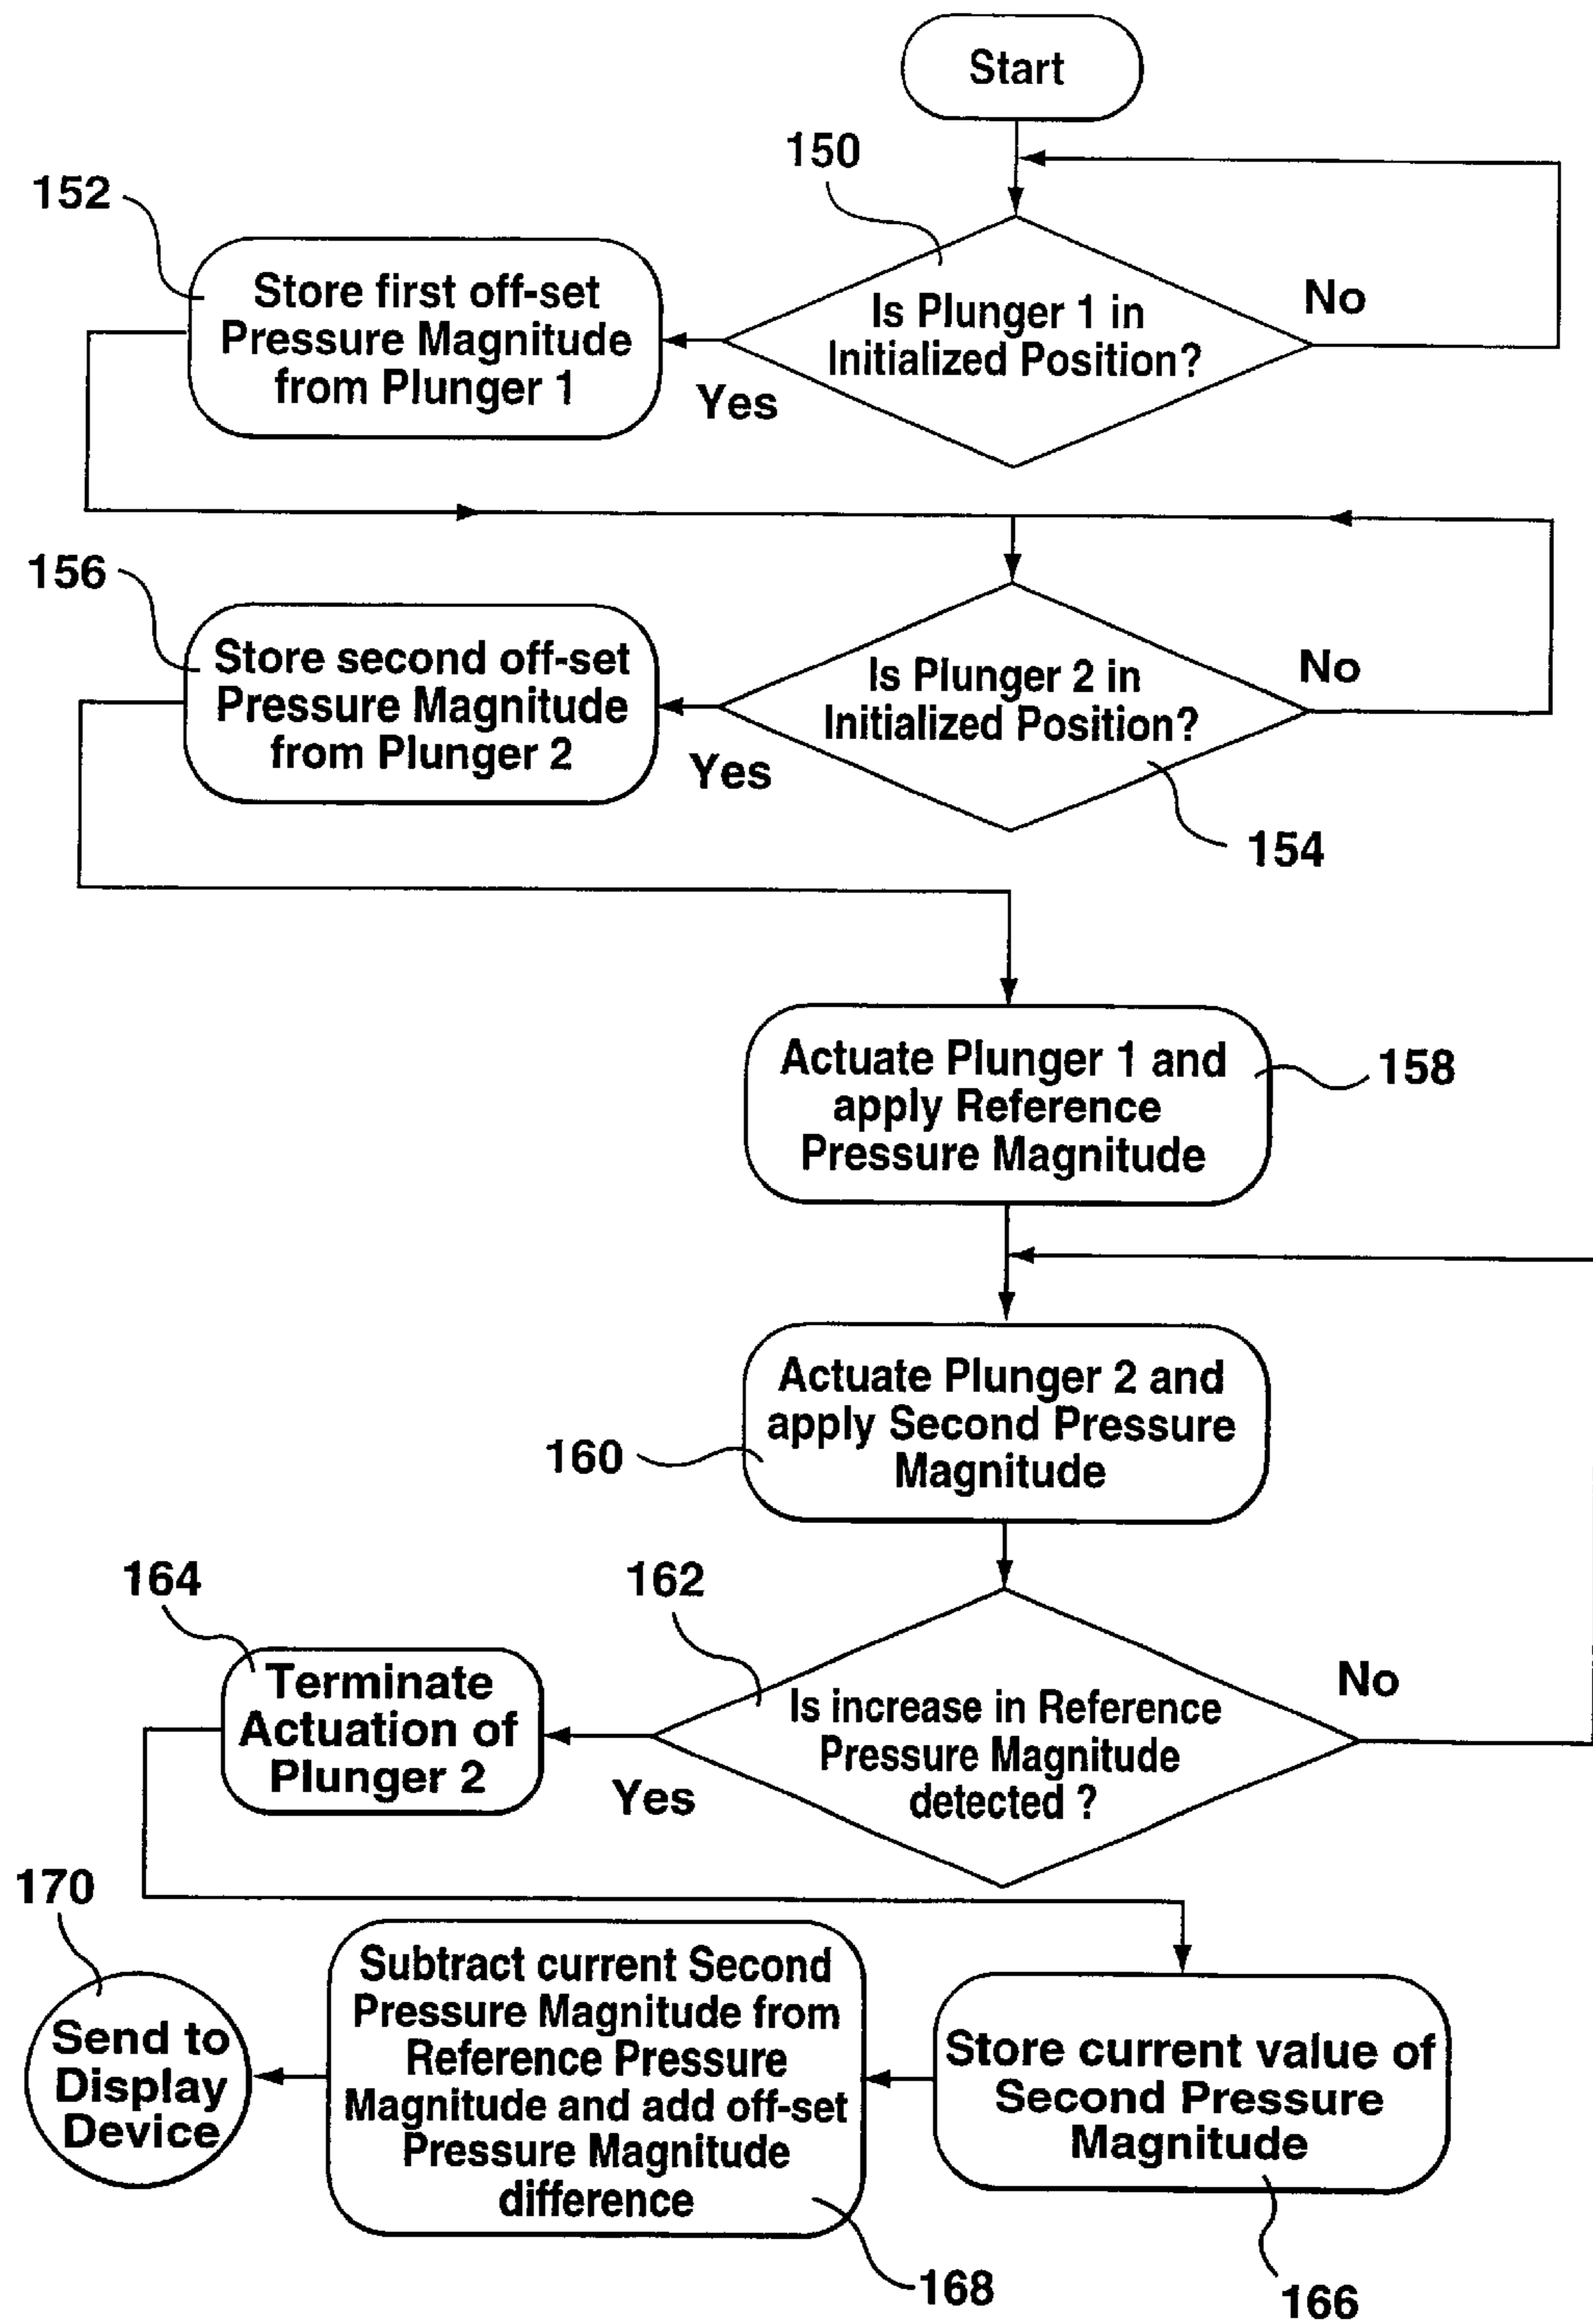 Start
150
152
Store first off-set
Pressure Magnitude
from Plunger 1
Is Plunger 1 in
Initialized Position?
No
Yes
156
Store second off-set
Pressure Magnitude
from Plunger 2
Is Plunger 2 in
Initialized Position?
No
Yes
154
Actuate Plunger 1 and
apply Reference
Pressure Magnitude
158
Actuate Plunger 2 and
apply Second Pressure
Magnitude
160
164
162
Terminate
Actuation of
Plunger 2
Is increase in Reference
Pressure Magnitude
detected ?
No
Yes
170
Send to
Display
Device
Subtract current Second
Pressure Magnitude from
Reference Pressure
Magnitude and add off-set
Pressure Magnitude
difference
Store current value of
Second Pressure
Magnitude
168
166